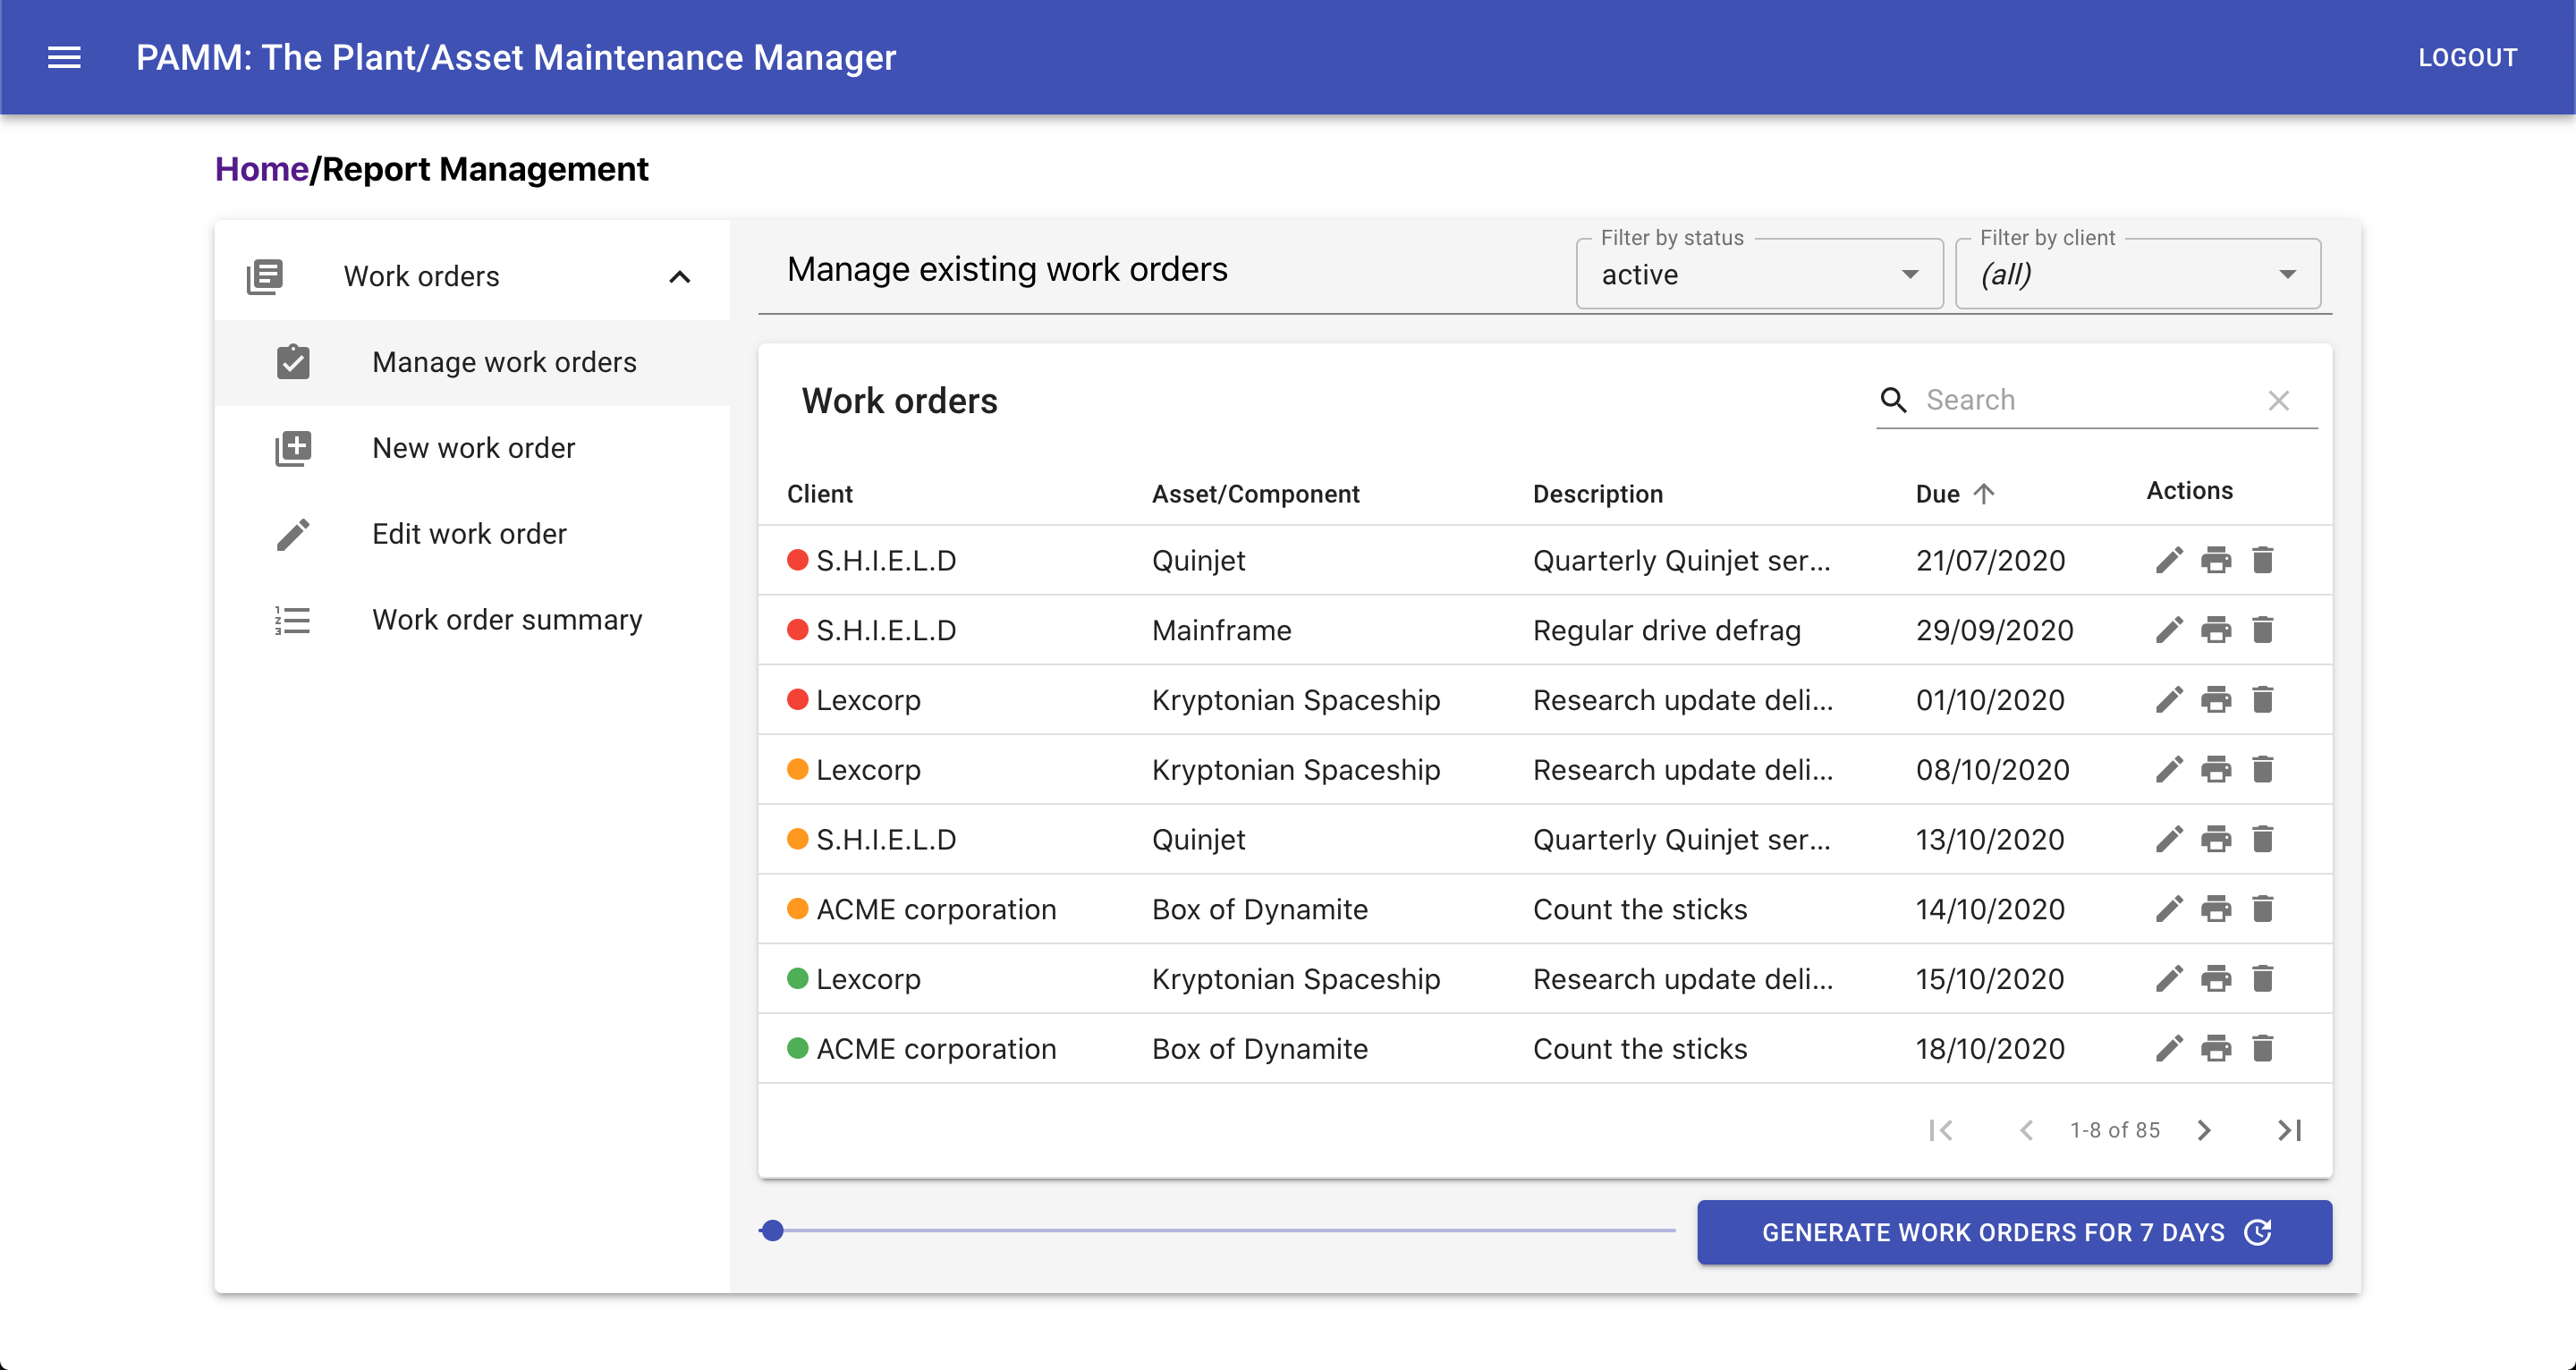 PAMM: The Plant/Asset Maintenance Manager
LOGOUT
Home/Report Management
Work orders
Manage work orders
New work order
Edit work order
1 2 3 Work order summary
Manage existing work orders
Filter by status
active
Filter by client
(all)
Work orders
Search
Client Asset/Component Description Due Actions
S.H.I.E.L.D Quinjet Quarterly Quinjet ser... 21/07/2020
S.H.I.E.L.D Mainframe Regular drive defrag 29/09/2020
Lexcorp Kryptonian Spaceship Research update deli... 01/10/2020
Lexcorp Kryptonian Spaceship Research update deli... 08/10/2020
S.H.I.E.L.D Quinjet Quarterly Quinjet ser... 13/10/2020
ACME corporation Box of Dynamite Count the sticks 14/10/2020
Lexcorp Kryptonian Spaceship Research update deli... 15/10/2020
ACME corporation Box of Dynamite Count the sticks 18/10/2020
1-8 of 85
GENERATE WORK ORDERS FOR 7 DAYS